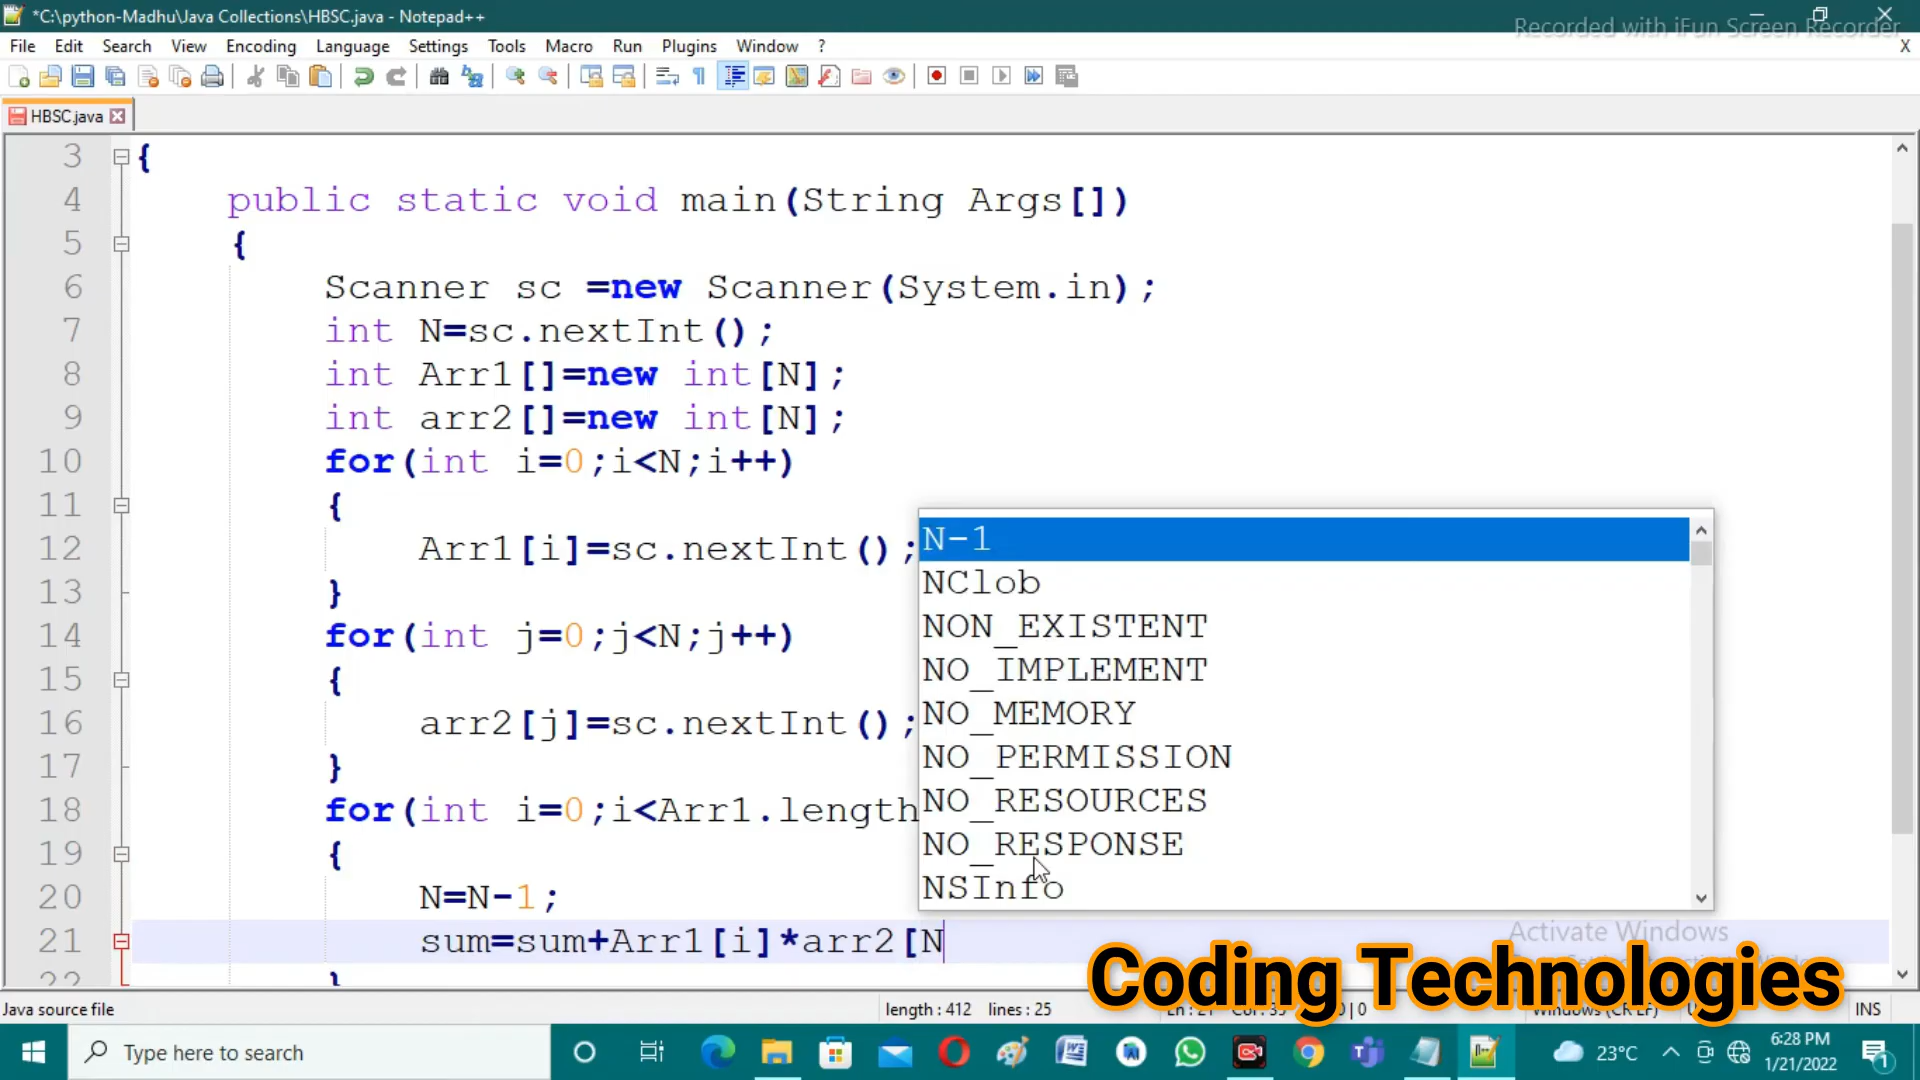 *C:\python-Madhu\Java Collections\HBSC.java - Notepad++
Recorded with iFun Screen Recorder
File Edit Search View Encoding Language Settings Tools Macro Run Plugins Window ? X
HBSC.java
3 {
4 public static void main(String Args[])
5 {
6 Scanner sc =new Scanner(System.in);
7 int N=sc.nextInt();
8 int Arr1[]=new int[N];
9 int arr2[]=new int[N];
10 for(int i=0;i<N;i++)
11 {
12 Arr1[i]=sc.nextInt();
13 }
14 for(int j=0;j<N;j++)
15 {
16 arr2[j]=sc.nextInt();
17 }
18 for(int i=0;i<Arr1.length
19 {
20 N=N-1;
21 sum=sum+Arr1[i]*arr2[N
22 }
N-1
NClob
NON_EXISTENT
NO_IMPLEMENT
NO_MEMORY
NO_PERMISSION
NO_RESOURCES
NO_RESPONSE
NSInfo
Activate Windows
Coding Technologies
Java source file length : 412 lines : 25 Windows (CR LF) INS
Type here to search 23°C 6:28 PM
1/21/2022
1